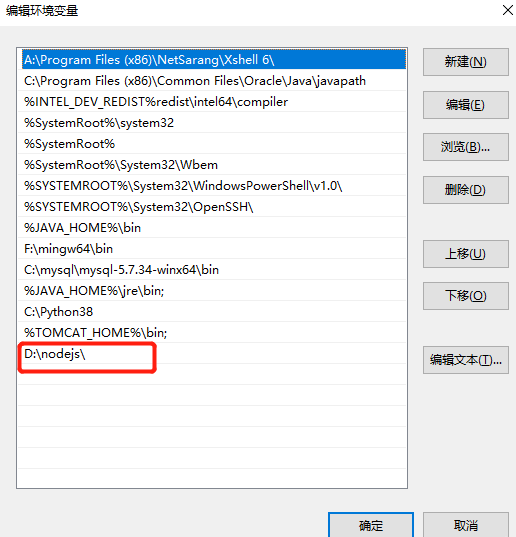 编辑环境变量
A:\Program Files (x86)\NetSarang\Xshell 6\
C:\Program Files (x86)\Common Files\Oracle\Java\javapath
%INTEL_DEV_REDIST%redist\intel64\compiler
%SystemRoot%\system32
%SystemRoot%
%SystemRoot%\System32\Wbem
%SYSTEMROOT%\System32\WindowsPowerShell\v1.0\
%SYSTEMROOT%\System32\OpenSSH\
%JAVA_HOME%\bin
F:\mingw64\bin
C:\mysql\mysql-5.7.34-winx64\bin
%JAVA_HOME%\jre\bin;
C:\Python38
%TOMCAT_HOME%\bin;
D:\nodejs\
新建(N)
编辑(E)
浏览(B)...
删除(D)
上移(U)
下移(O)
编辑文本(T)...
确定
取消